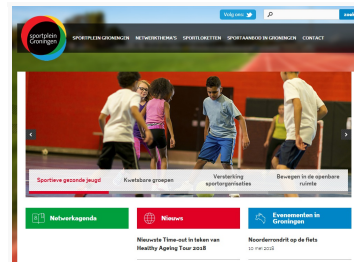 Volg ons:
zoek
sportplein
Groningen
SPORTPLEIN GRONINGEN NETWERKTHEMA'S SPORTLOKETTEN SPORTAANBOD IN GRONINGEN CONTACT
Sportieve gezonde jeugd
Kwetsbare groepen
Versterking
sportorganisaties
Bewegen in de openbare
ruimte
Netwerkagenda
Nieuws
Evenementen in
Groningen
Nieuwste Time-out in teken van
Healthy Ageing Tour 2018
Noorderrondrit op de fiets
10 mei 2018